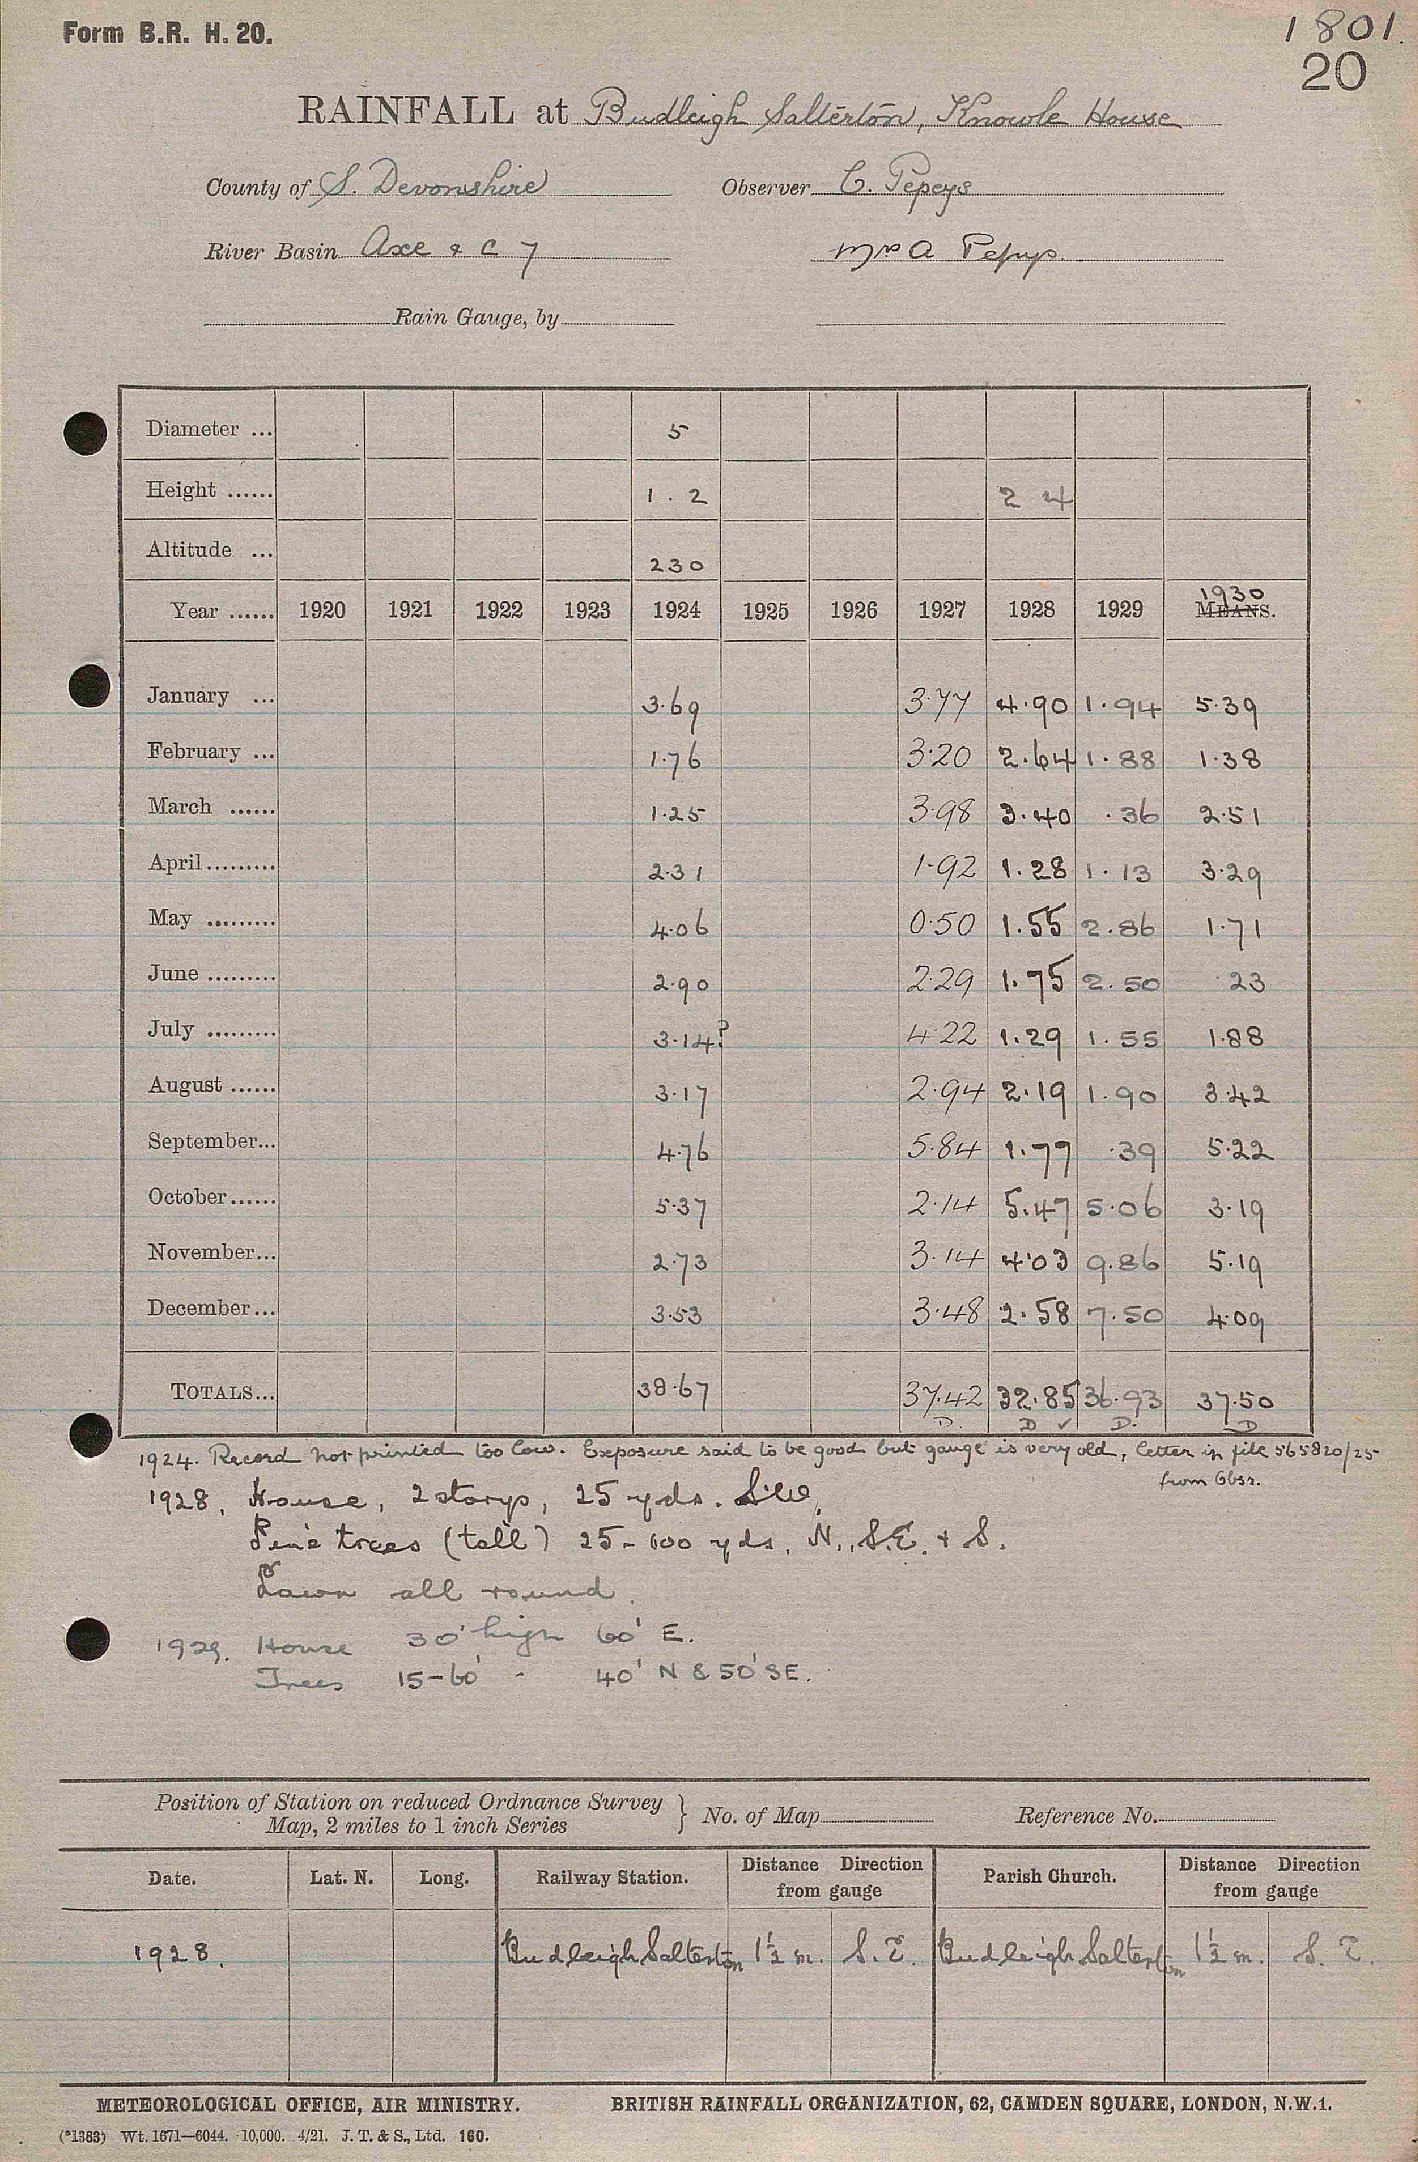 Form B.R. H. 20.
1801.
20
RAINFALL at Budleigh Salterton, Knowle House
County of S. Devonshire Observer C. Pepeys
River Basin Axe & C 7 Mrs A Pepys.
Rain Gauge, by
Diameter ... 5
Height ...... 1 . 2 2 4
Altitude ... 230
Year ...... 1920 1921 1922 1923 1924 1925 1926 1927 1928 1929 1930 MEANS.
January ... 3.69 3.77 4.90 1.94 5.39
February ... 1.76 3.20 2.64 1.88 1.38
March ...... 1.25 3.98 3.40 .36 2.51
April ......... 2.31 1.92 1.28 1.13 3.29
May ......... 4.06 0.50 1.55 2.86 1.71
June ......... 2.90 2.29 1.75 2.50 .23
July ......... 3.14? 4.22 1.29 1.55 1.88
August ...... 3.17 2.94 2.19 1.90 3.42
September... 4.76 5.84 1.77 .39 5.22
October...... 5.37 2.14 5.47 5.06 3.19
November... 2.73 3.14 4.03 9.86 5.19
December... 3.53 3.48 2.58 7.50 4.09
TOTALS... 38.67 37.42 32.85 36.93 37.50
D. D ✓ D. D
1924. Record not printed too low. Exposure said to be good but gauge is very old, letter in file 565820/25
from Obsr.
1928, House, 2 storys, 25 yds. S.W.
Pine trees (tall) 25-100 yds, N., S.E. & S.
Lawn all round.
1929. House 30' high 60' E.
Trees 15-60' - 40' N & 50' SE.
Position of Station on reduced Ordnance Survey
Map, 2 miles to 1 inch Series } No. of Map Reference No.
Date. Lat. N. Long. Railway Station. Distance Direction from gauge Parish Church. Distance Direction from gauge
1928. Budleigh Salterton 1½ m. S.E. Budleigh Salterton 1½ m. S.E.
METEOROLOGICAL OFFICE, AIR MINISTRY. BRITISH RAINFALL ORGANIZATION, 62, CAMDEN SQUARE, LONDON, N.W.1.
(*1383) Wt. 1671—6044. 10,000. 4/21. J. T. & S., Ltd. 160.